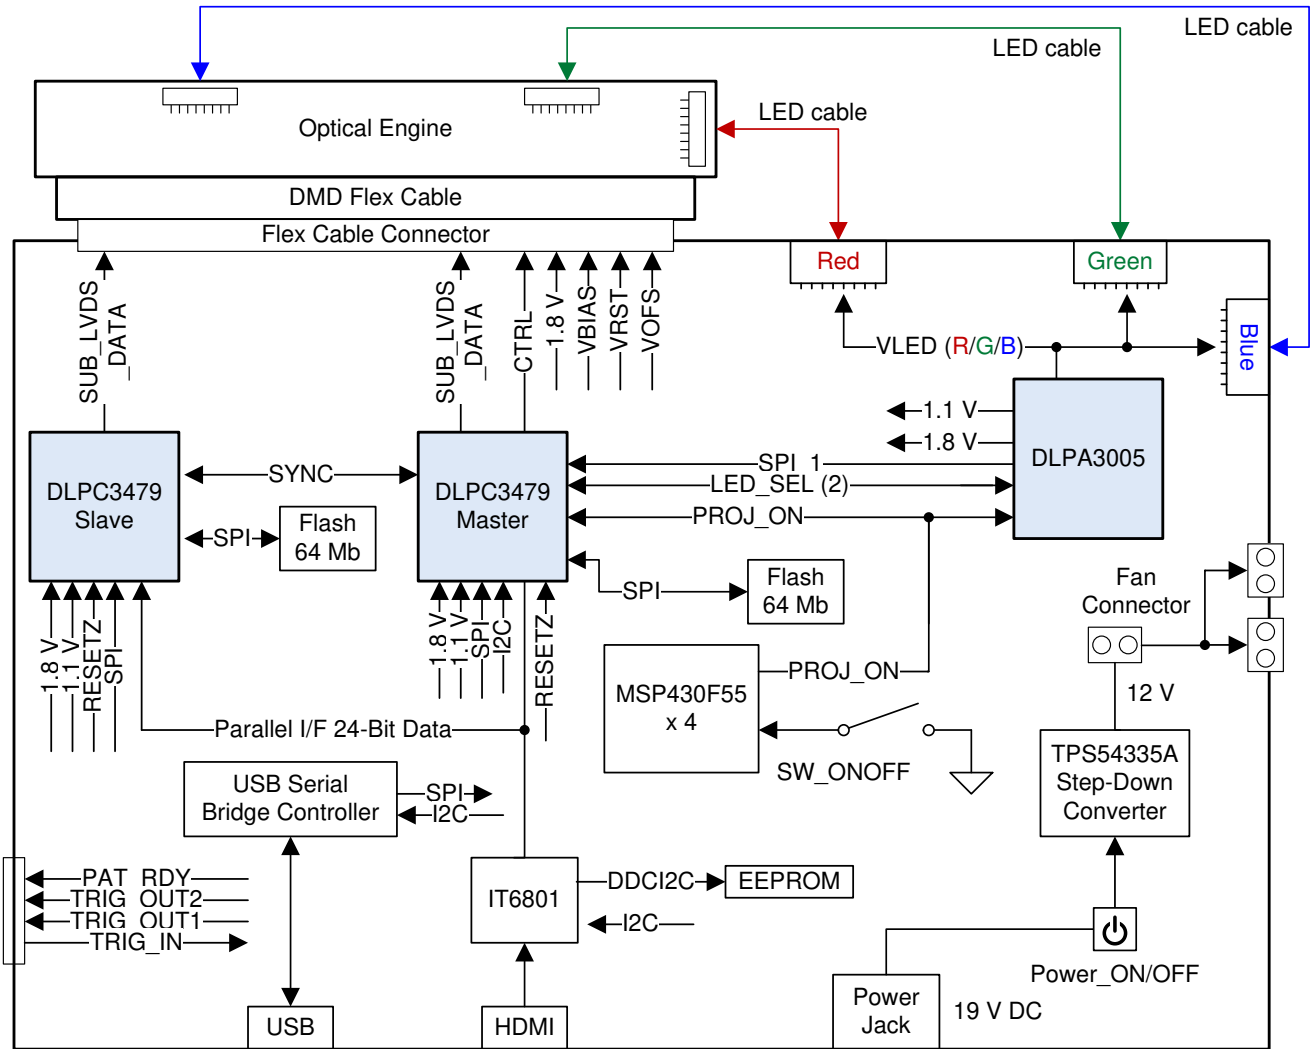 LED cable
LED cable
LED cable
Optical Engine
DMD Flex Cable
Flex Cable Connector
Red
Green
Blue
SUB_LVDS
_DATA
SUB_LVDS
_DATA
CTRL
1.8 V
VBIAS
VRST
VOFS
VLED (R/G/B)
1.1 V
1.8 V
DLPA3005
DLPC3479
Slave
SYNC
DLPC3479
Master
SPI_1
LED_SEL (2)
PROJ_ON
SPI
Flash
64 Mb
SPI
Flash
64 Mb
1.8 V
1.1 V
RESETZ
SPI
1.8 V
1.1 V
SPI
I2C
RESETZ
Fan
Connector
12 V
MSP430F55
x 4
PROJ_ON
SW_ONOFF
Parallel I/F 24-Bit Data
TPS54335A
Step-Down
Converter
USB Serial
Bridge Controller
SPI
I2C
PAT_RDY
TRIG_OUT2
TRIG_OUT1
TRIG_IN
IT6801
DDCI2C
EEPROM
I2C
Power_ON/OFF
USB
HDMI
Power
Jack
19 V DC